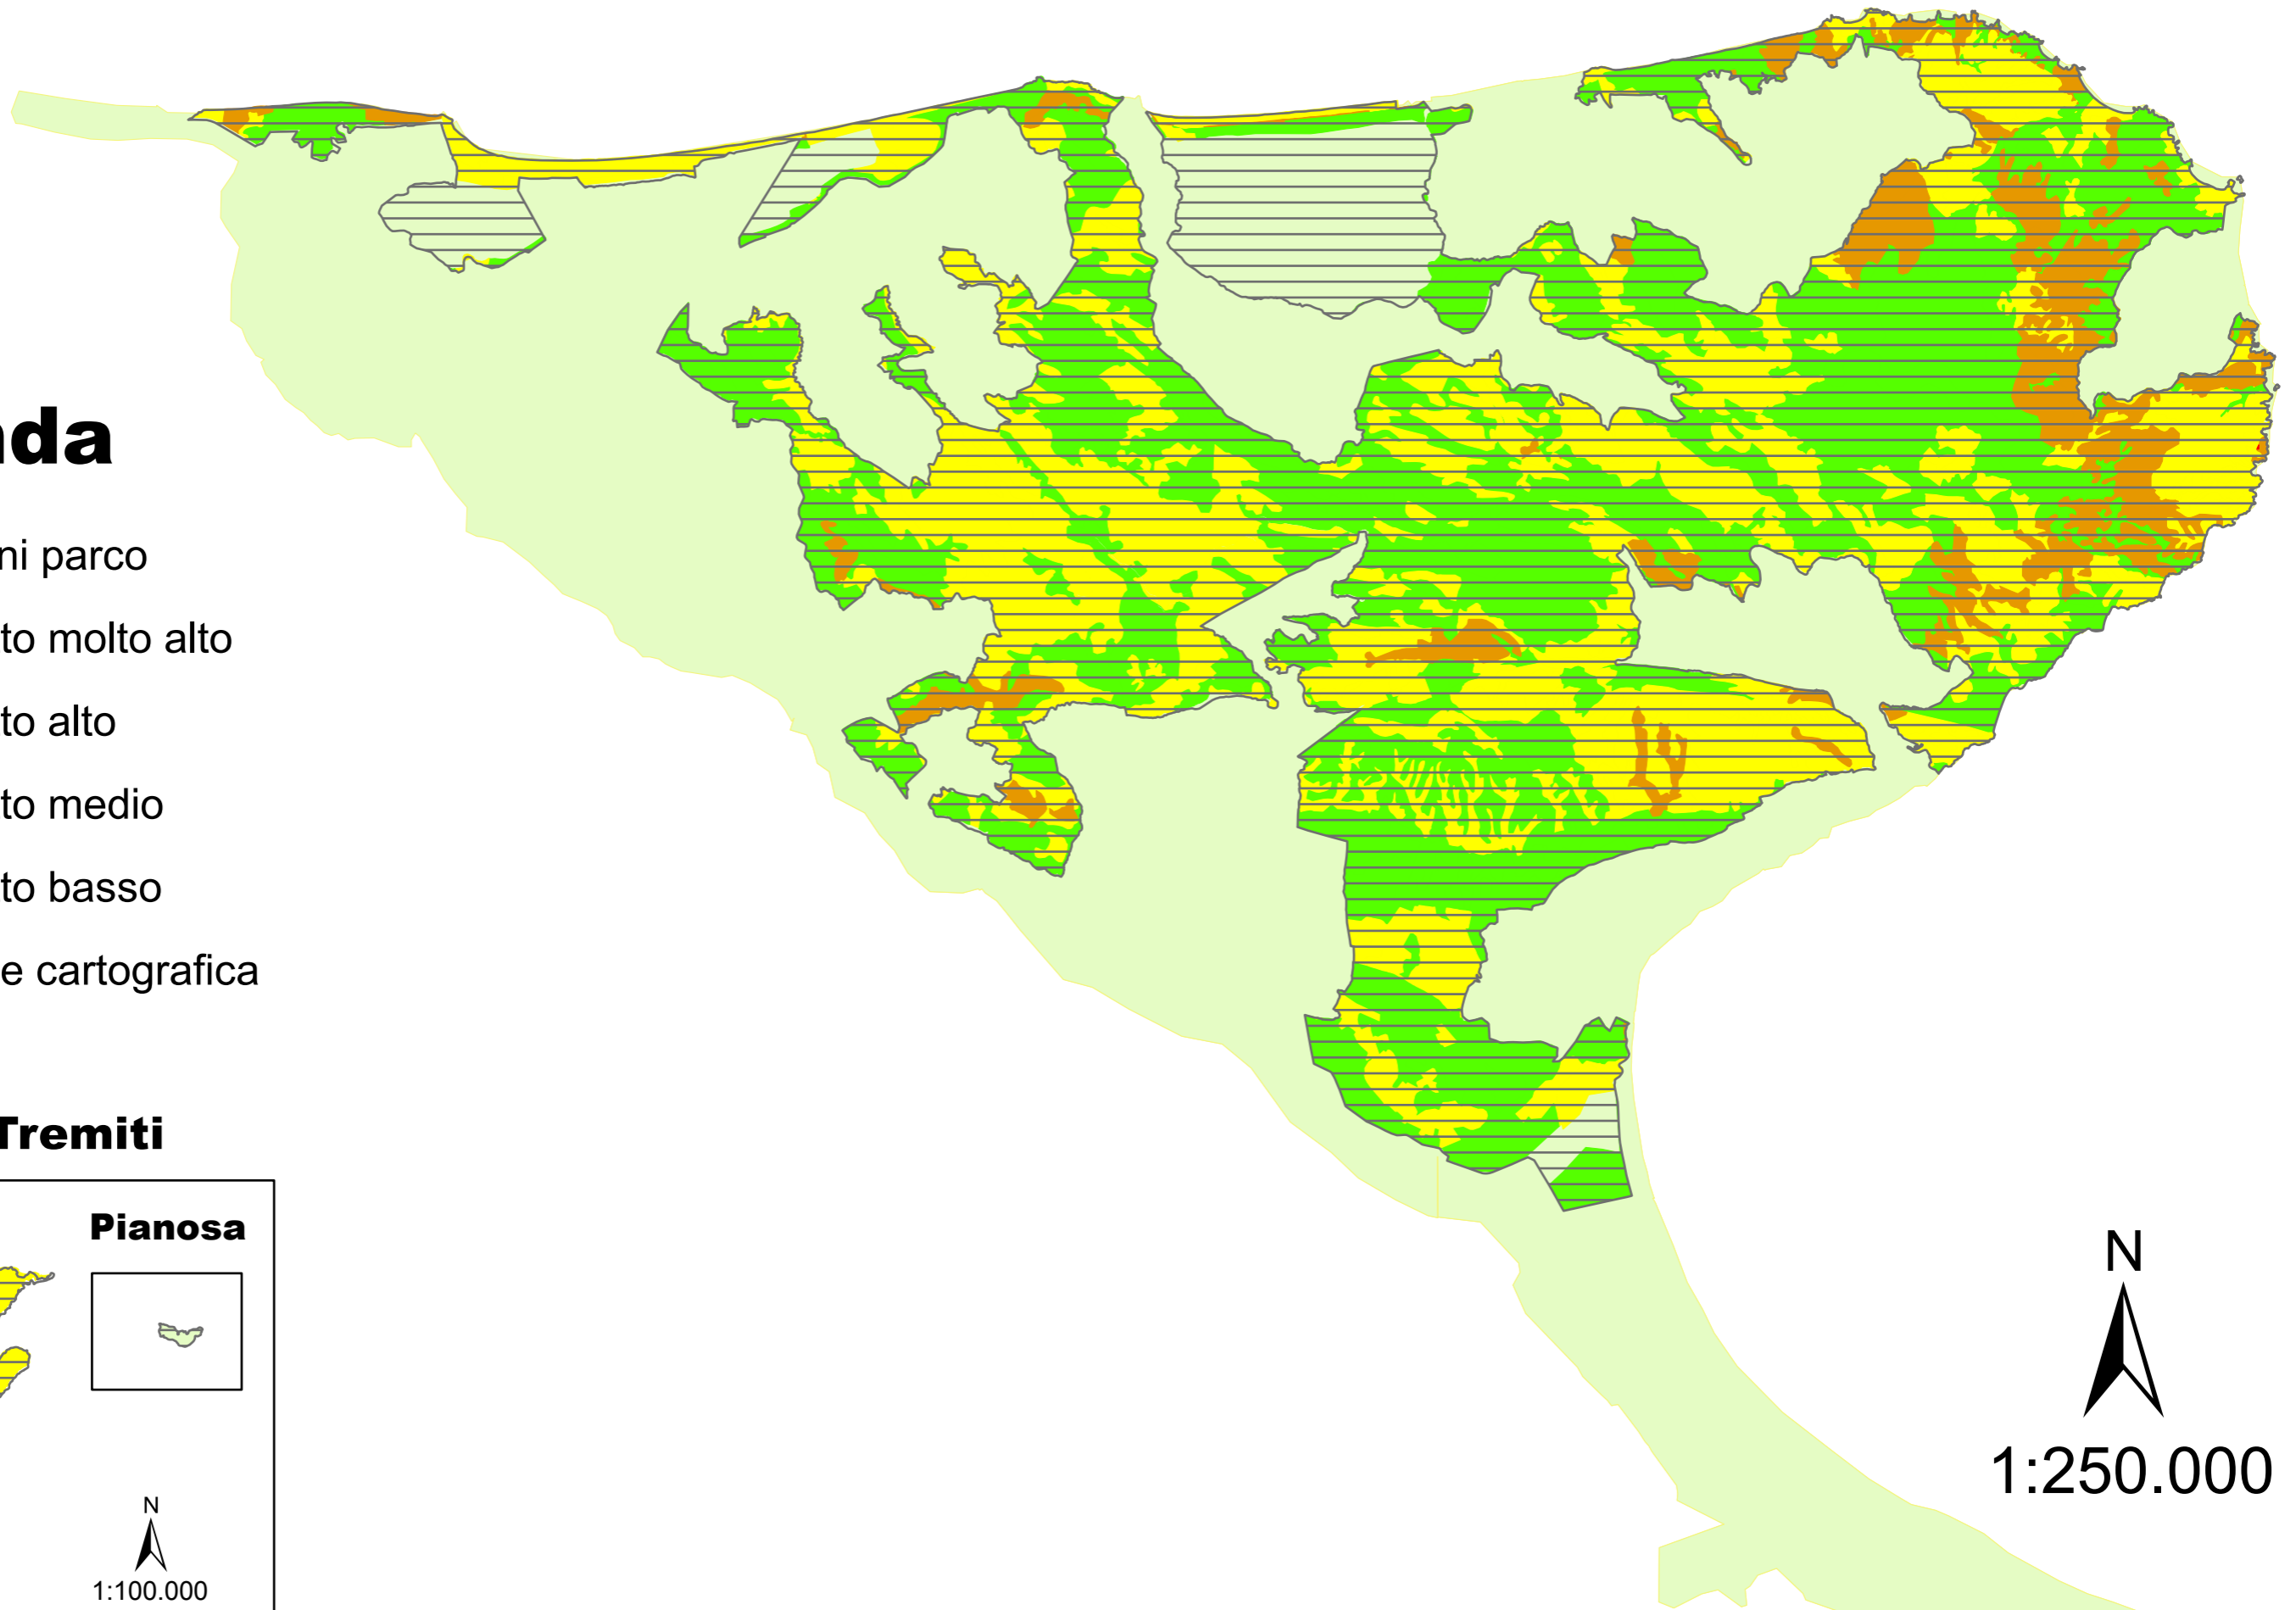 nda
ni parco
to molto alto
to alto
to medio
to basso
e cartografica
Tremiti
Pianosa
N
1:100.000
N
1:250.000